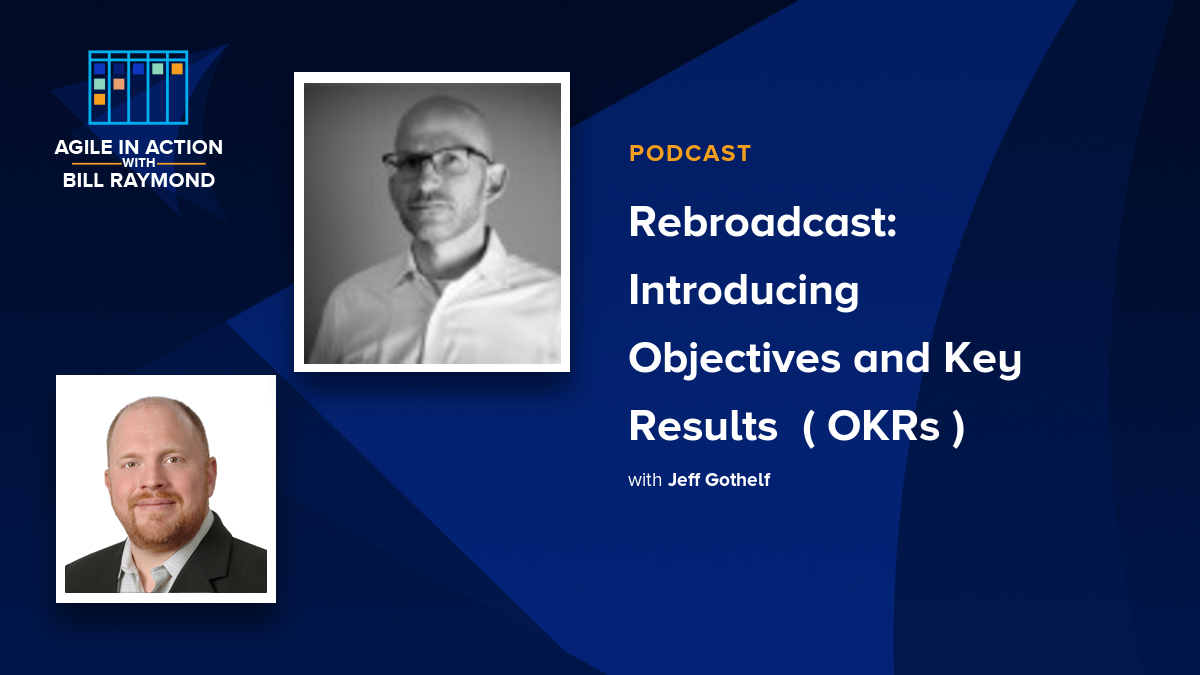 AGILE IN ACTION
WITH
BILL RAYMOND
PODCAST
Rebroadcast:
Introducing
Objectives and Key
Results ( OKRs )
with Jeff Gothelf